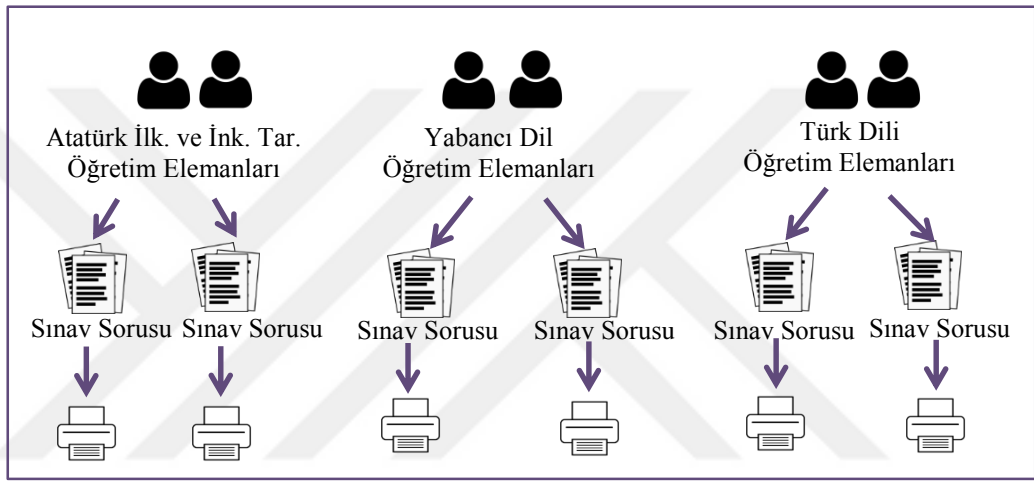 Atatürk İlk. ve İnk. Tar.
Öğretim Elemanları
Yabancı Dil
Öğretim Elemanları
Türk Dili
Öğretim Elemanları
Sınav Sorusu
Sınav Sorusu
Sınav Sorusu
Sınav Sorusu
Sınav Sorusu
Sınav Sorusu